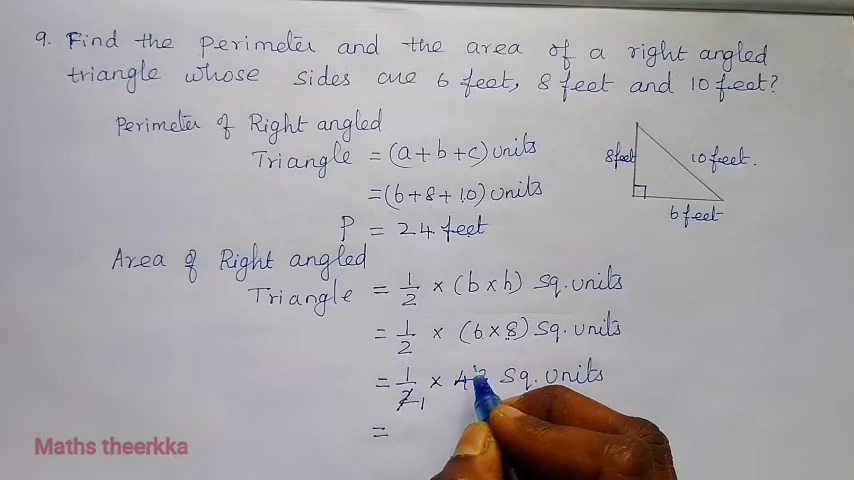 9. Find the perimeter and the area of a right angled
triangle whose sides are 6 feet, 8 feet and 10 feet?
Perimeter of Right angled
Triangle = (a+b+c) units
= (6+8+10) units
P = 24 feet
8 feet
10 feet.
6 feet
Area of Right angled
Triangle = 1/2 × (b×h) Sq. units
= 1/2 × (6×8) Sq. units
= 1/2 1 × 4 Sq. units
=
Maths theerkka